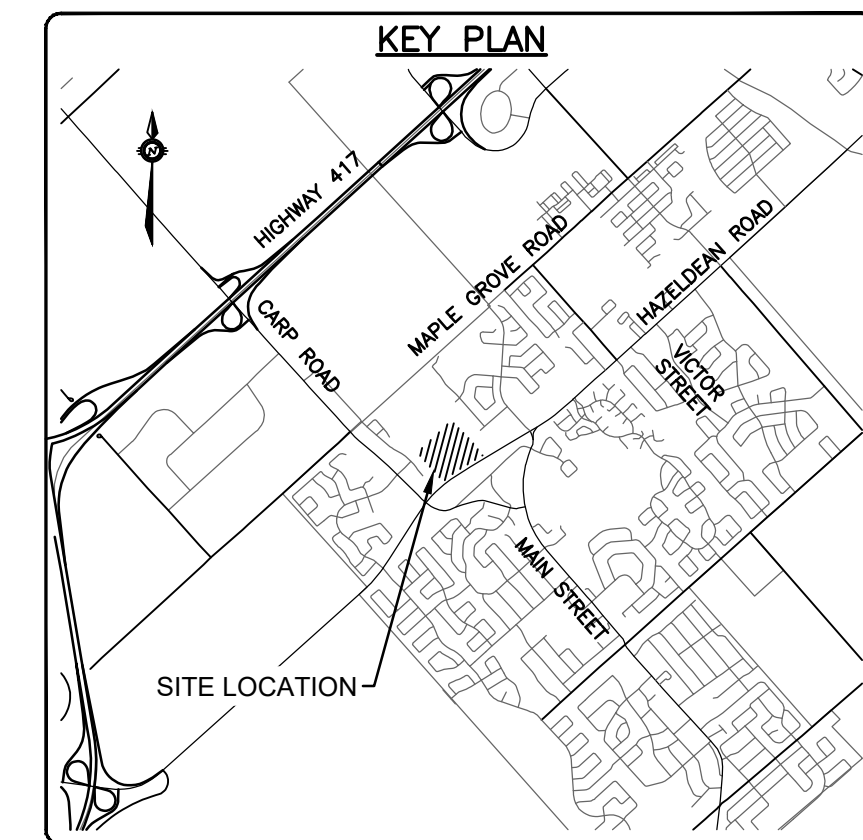 KEY PLAN
N
HIGHWAY 417
MAPLE GROVE ROAD
HAZELDEAN ROAD
CARP ROAD
VICTOR
STREET
MAIN STREET
SITE LOCATION